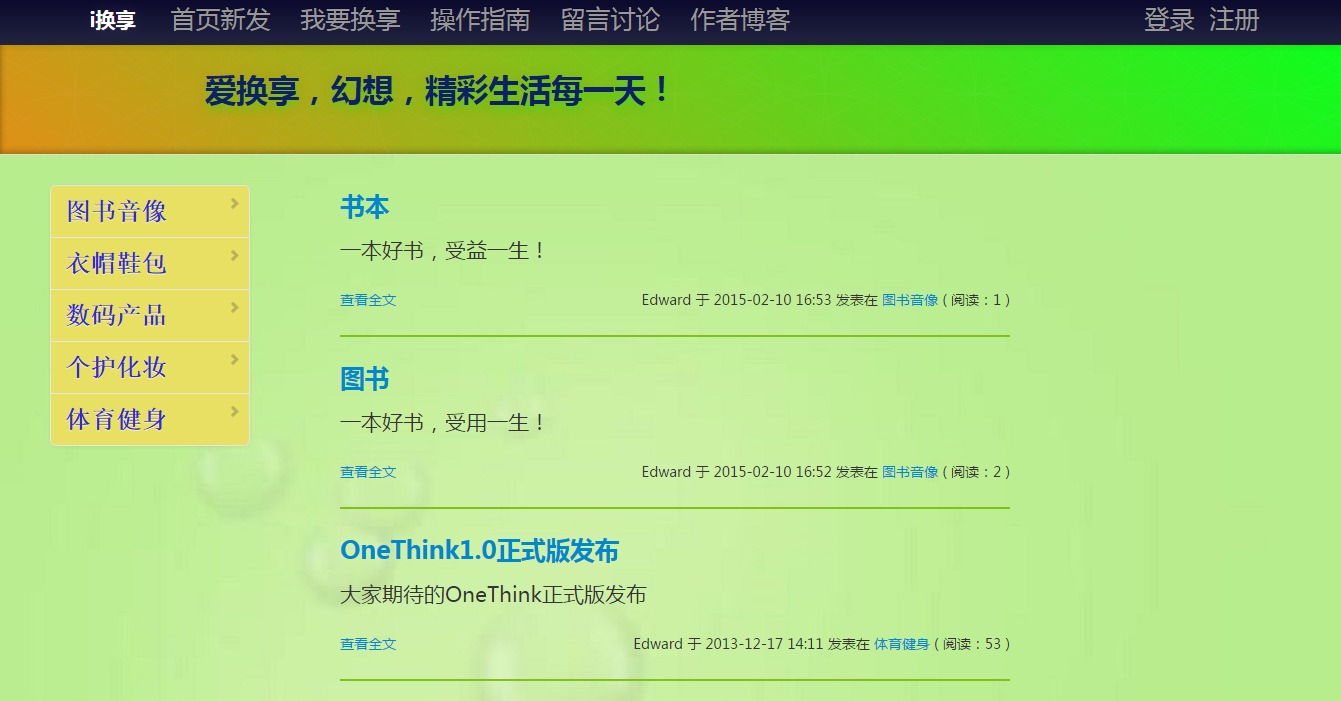 i换享 首页新发 我要换享 操作指南 留言讨论 作者博客 登录 注册
爱换享，幻想，精彩生活每一天！
图书音像
衣帽鞋包
数码产品
个护化妆
体育健身
书本
一本好书，受益一生！
查看全文 Edward 于 2015-02-10 16:53 发表在 图书音像 ( 阅读：1 )
图书
一本好书，受用一生！
查看全文 Edward 于 2015-02-10 16:52 发表在 图书音像 ( 阅读：2 )
OneThink1.0正式版发布
大家期待的OneThink正式版发布
查看全文 Edward 于 2013-12-17 14:11 发表在 体育健身 ( 阅读：53 )